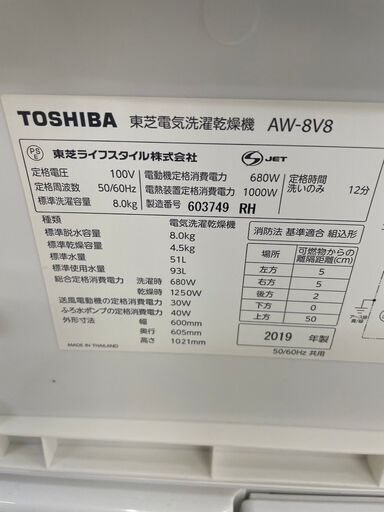 TOSHIBA 東芝電気洗濯乾燥機 AW-8V8
PS E 東芝ライフスタイル株式会社 S JET
定格電圧 100V
定格周波数 50/60Hz
標準洗濯容量 8.0kg
電動機定格消費電力 680W
電熱装置定格消費電力 1000W
製造番号 603749 RH
定格時間
洗いのみ 12分
種類 電気洗濯乾燥機
標準脱水容量 8.0kg
標準乾燥容量 4.5kg
標準水量 51L
標準使用水量 93L
総合定格消費電力 洗濯時 680W
乾燥時 1250W
送風電動機の定格消費電力 30W
ふろ水ポンプの定格消費電力 40W
外形寸法 幅 600mm
奥行 605mm
高さ 1021mm
MADE IN THAILAND
消防法 基準適合 組込形
場所 可燃物からの離隔距離(cm)
左方 5
右方 5
後方 2
下方 0
上方 50
2019 年製
50/60Hz 共用